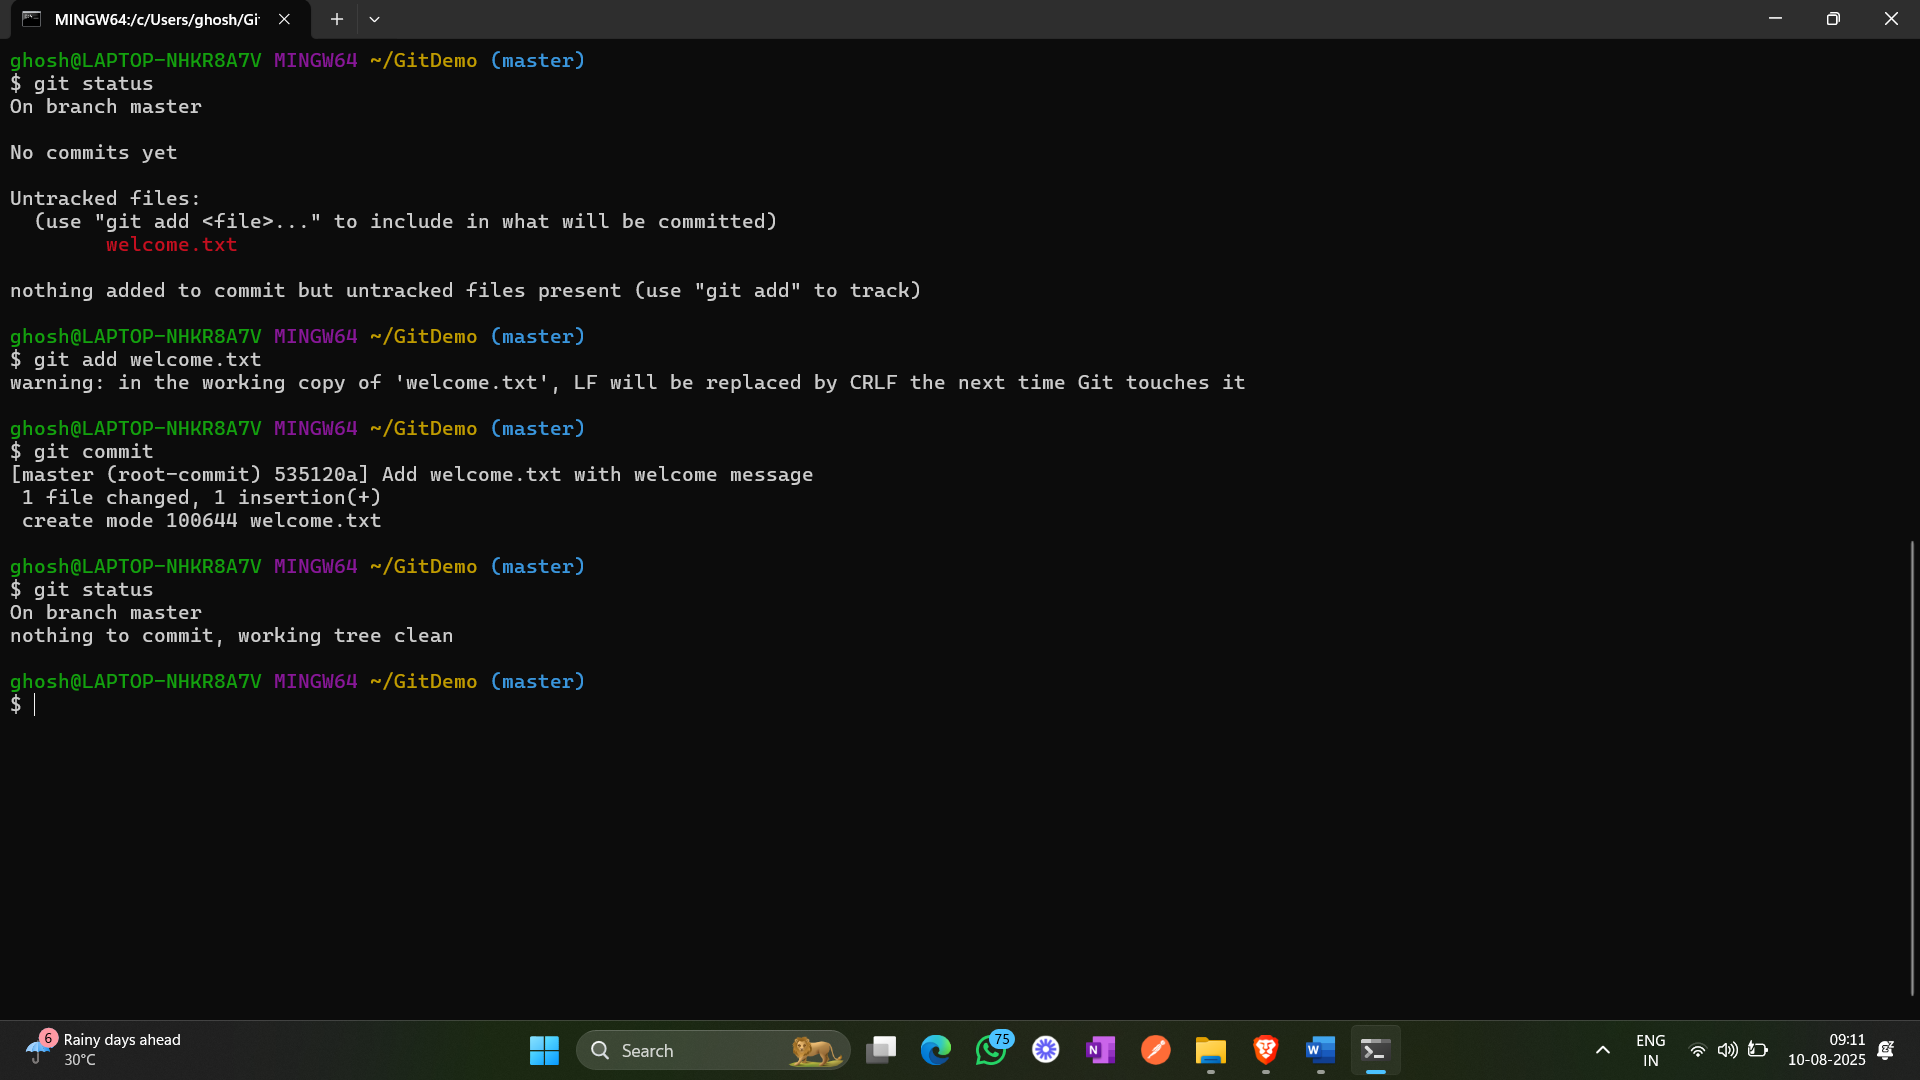 MINGW64:/c/Users/ghosh/Gi
ghosh@LAPTOP-NHKR8A7V MINGW64 ~/GitDemo (master)
$ git status
On branch master
No commits yet
Untracked files:
  (use "git add <file>..." to include in what will be committed)
        welcome.txt
nothing added to commit but untracked files present (use "git add" to track)
ghosh@LAPTOP-NHKR8A7V MINGW64 ~/GitDemo (master)
$ git add welcome.txt
warning: in the working copy of 'welcome.txt', LF will be replaced by CRLF the next time Git touches it
ghosh@LAPTOP-NHKR8A7V MINGW64 ~/GitDemo (master)
$ git commit
[master (root-commit) 535120a] Add welcome.txt with welcome message
 1 file changed, 1 insertion(+)
 create mode 100644 welcome.txt
ghosh@LAPTOP-NHKR8A7V MINGW64 ~/GitDemo (master)
$ git status
On branch master
nothing to commit, working tree clean
ghosh@LAPTOP-NHKR8A7V MINGW64 ~/GitDemo (master)
$
6
Rainy days ahead
30°C
Search
75
N
W
ENG
IN
09:11
10-08-2025